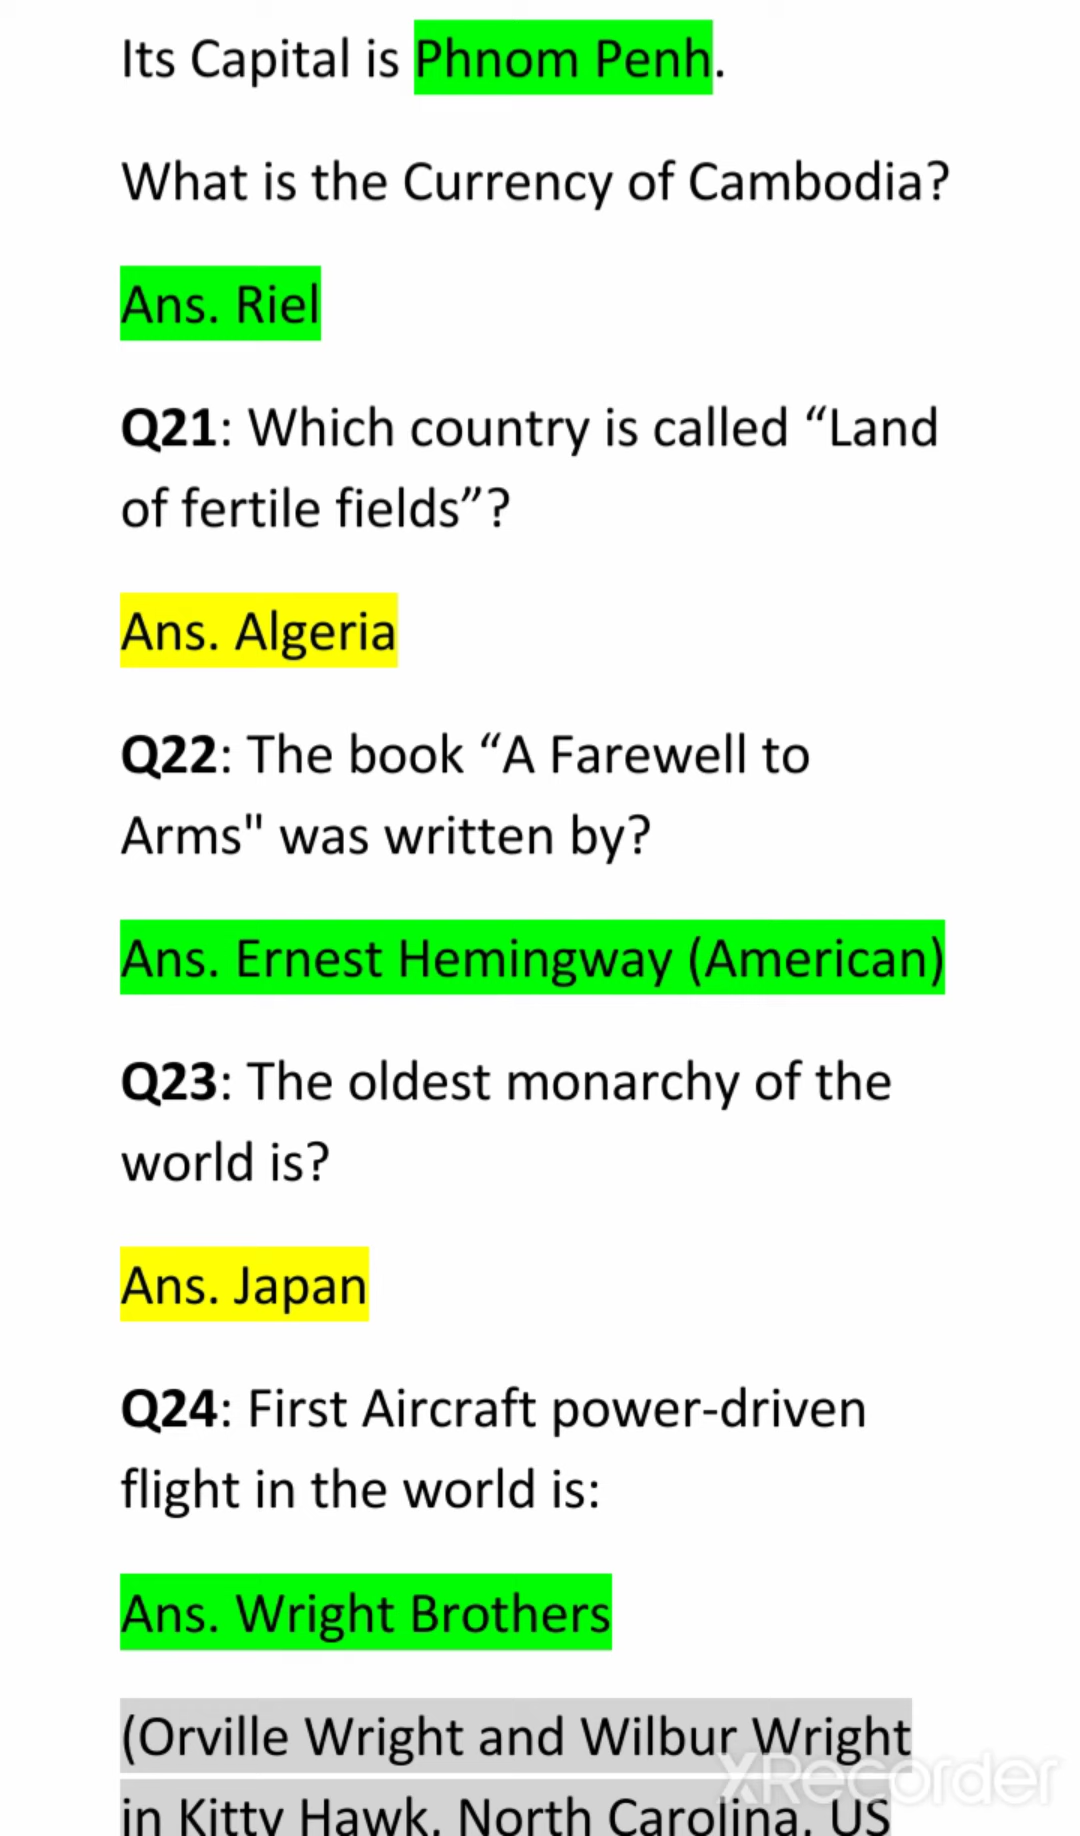 Its Capital is Phnom Penh.
What is the Currency of Cambodia?
Ans. Riel
Q21: Which country is called “Land
of fertile fields”?
Ans. Algeria
Q22: The book “A Farewell to
Arms" was written by?
Ans. Ernest Hemingway (American)
Q23: The oldest monarchy of the
world is?
Ans. Japan
Q24: First Aircraft power-driven
flight in the world is:
Ans. Wright Brothers
(Orville Wright and Wilbur Wright
XRecorder
in Kitty Hawk, North Carolina, US